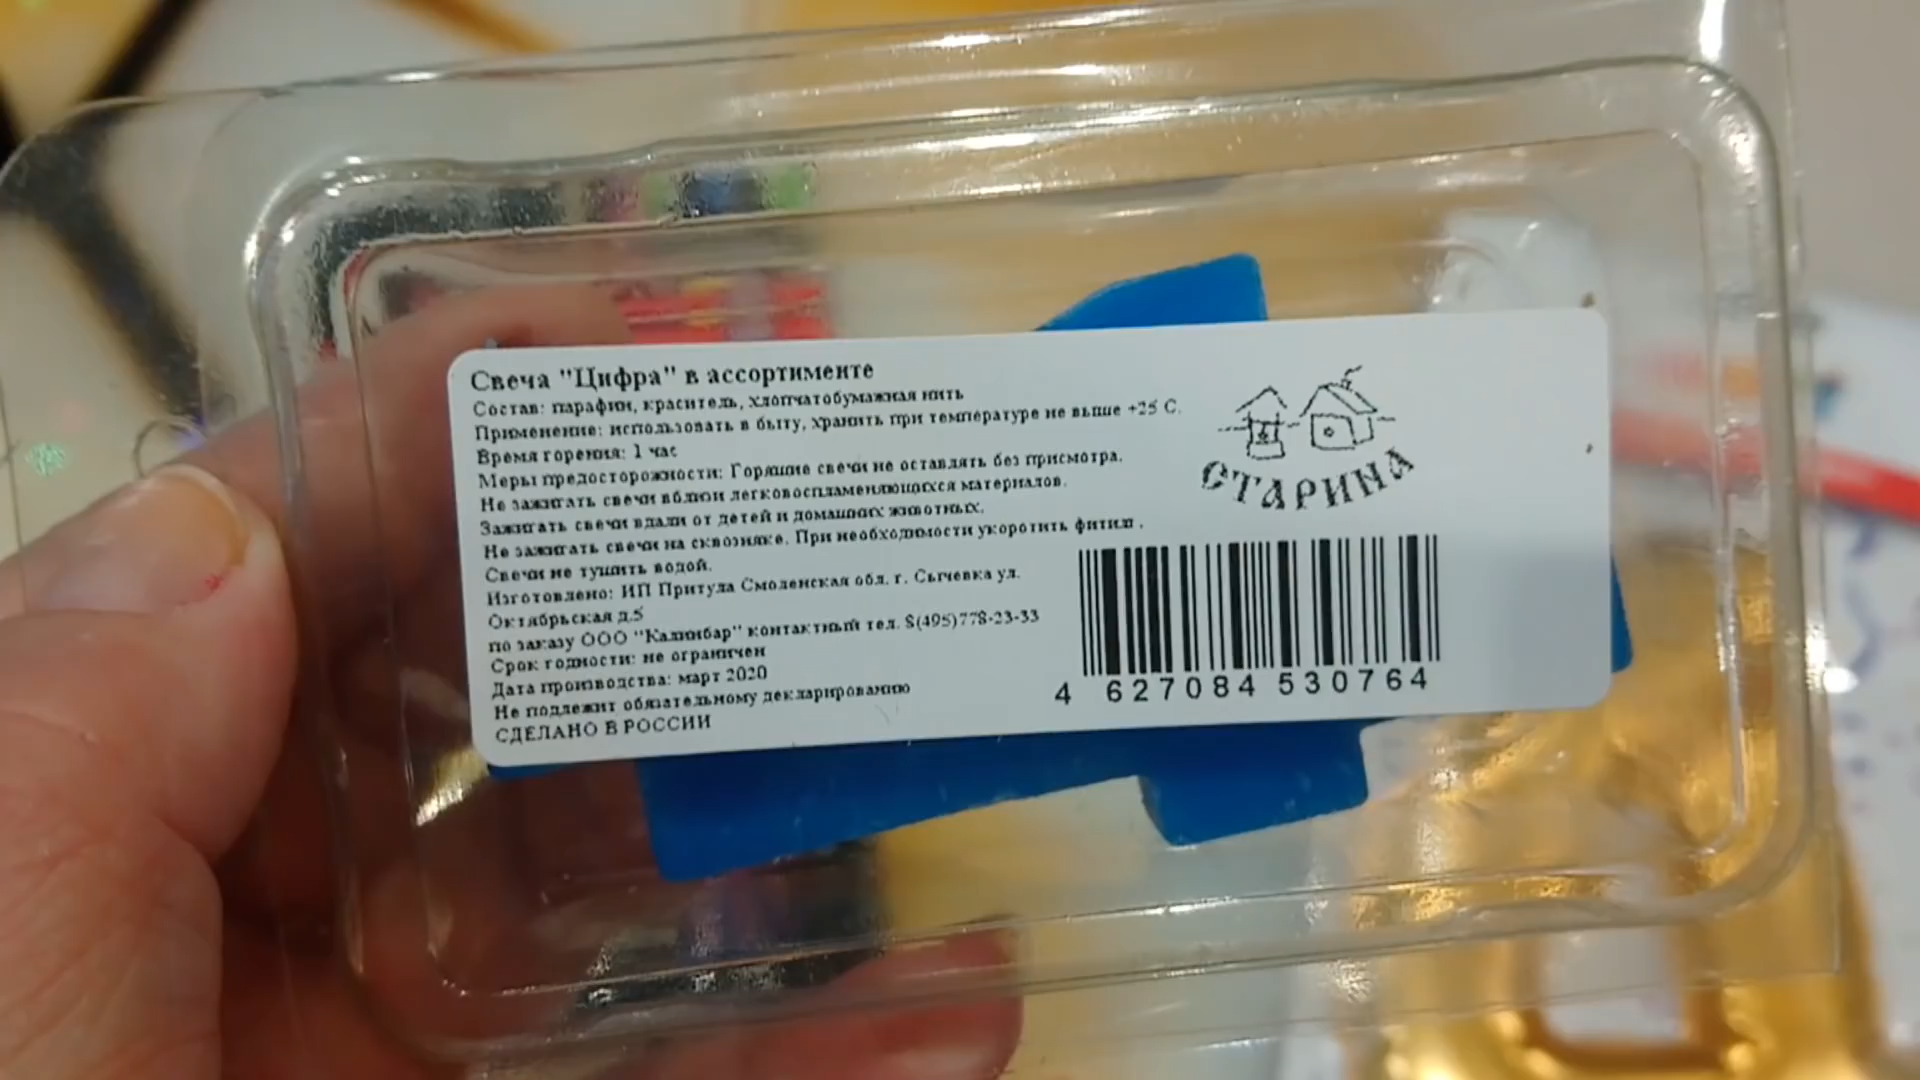 Свеча "Цифра" в ассортименте
Состав: парафин, краситель, хлопчатобумажная нить
Применение: использовать в быту, хранить при температуре не выше +25 С.
Время горения: 1 час
Меры предосторожности: Горящие свечи не оставлять без присмотра.
Не зажигать свечи вблизи легковоспламеняющихся материалов.
Зажигать свечи вдали от детей и домашних животных.
Не зажигать свечи на сквозняке. При необходимости укоротить фитиль.
Свечи не тушить водой.
Изготовлено: ИП Притула Смоленская обл. г. Сычевка ул.
Октябрьская д.5
по заказу ООО "Калинбар" контактный тел. 8(495)778-23-33
Срок годности: не ограничен
Дата производства: март 2020
Не подлежит обязательному декларированию
СДЕЛАНО В РОССИИ
СТАРИНА
4 627084 530764